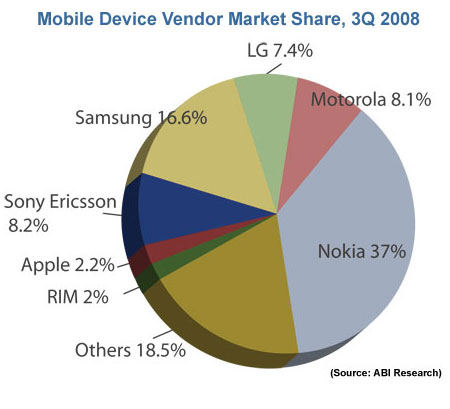 Mobile Device Vendor Market Share, 3Q 2008
LG 7.4%
Motorola 8.1%
Samsung 16.6%
Sony Ericsson
8.2%
Nokia 37%
Apple 2.2%
RIM 2%
Others 18.5%
(Source: ABI Research)